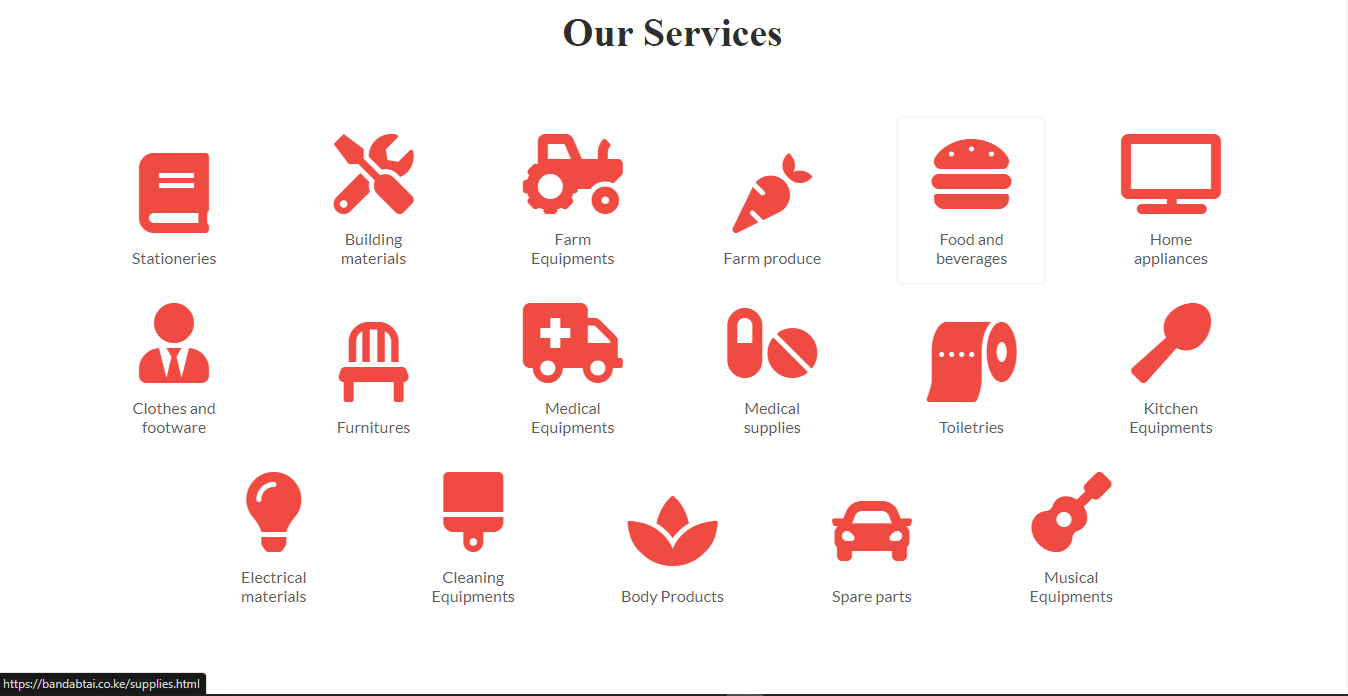 Our Services
Stationeries
Building
materials
Farm
Equipments
Farm produce
Food and
beverages
Home
appliances
Clothes and
footware
Furnitures
Medical
Equipments
Medical
supplies
Toiletries
Kitchen
Equipments
Electrical
materials
Cleaning
Equipments
Body Products
Spare parts
Musical
Equipments
https://bandabtai.co.ke/supplies.html